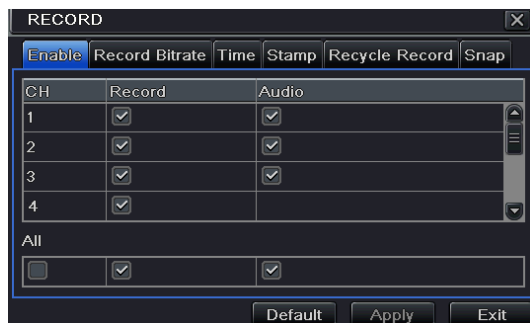 RECORD
Enable Record Bitrate Time Stamp Recycle Record Snap
CH Record Audio
1
2
3
4
All
Default Apply Exit